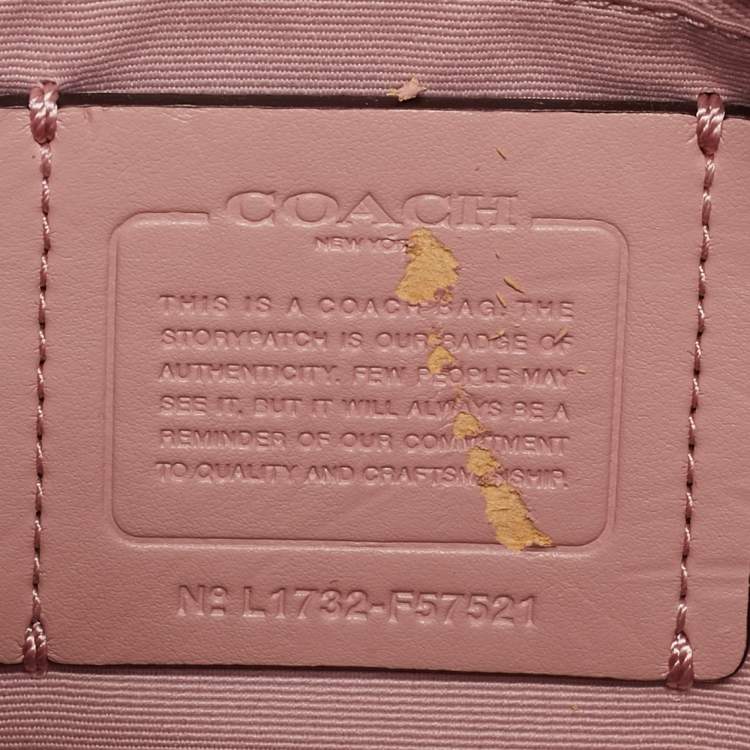 COACH
NEW YORK
THIS IS A COACH BAG. THE
STORYPATCH IS OUR BADGE OF
AUTHENTICITY. FEW PEOPLE MAY
SEE IT, BUT IT WILL ALWAYS BE A
REMINDER OF OUR COMMITMENT
TO QUALITY AND CRAFTSMANSHIP.
No L1732-F57521